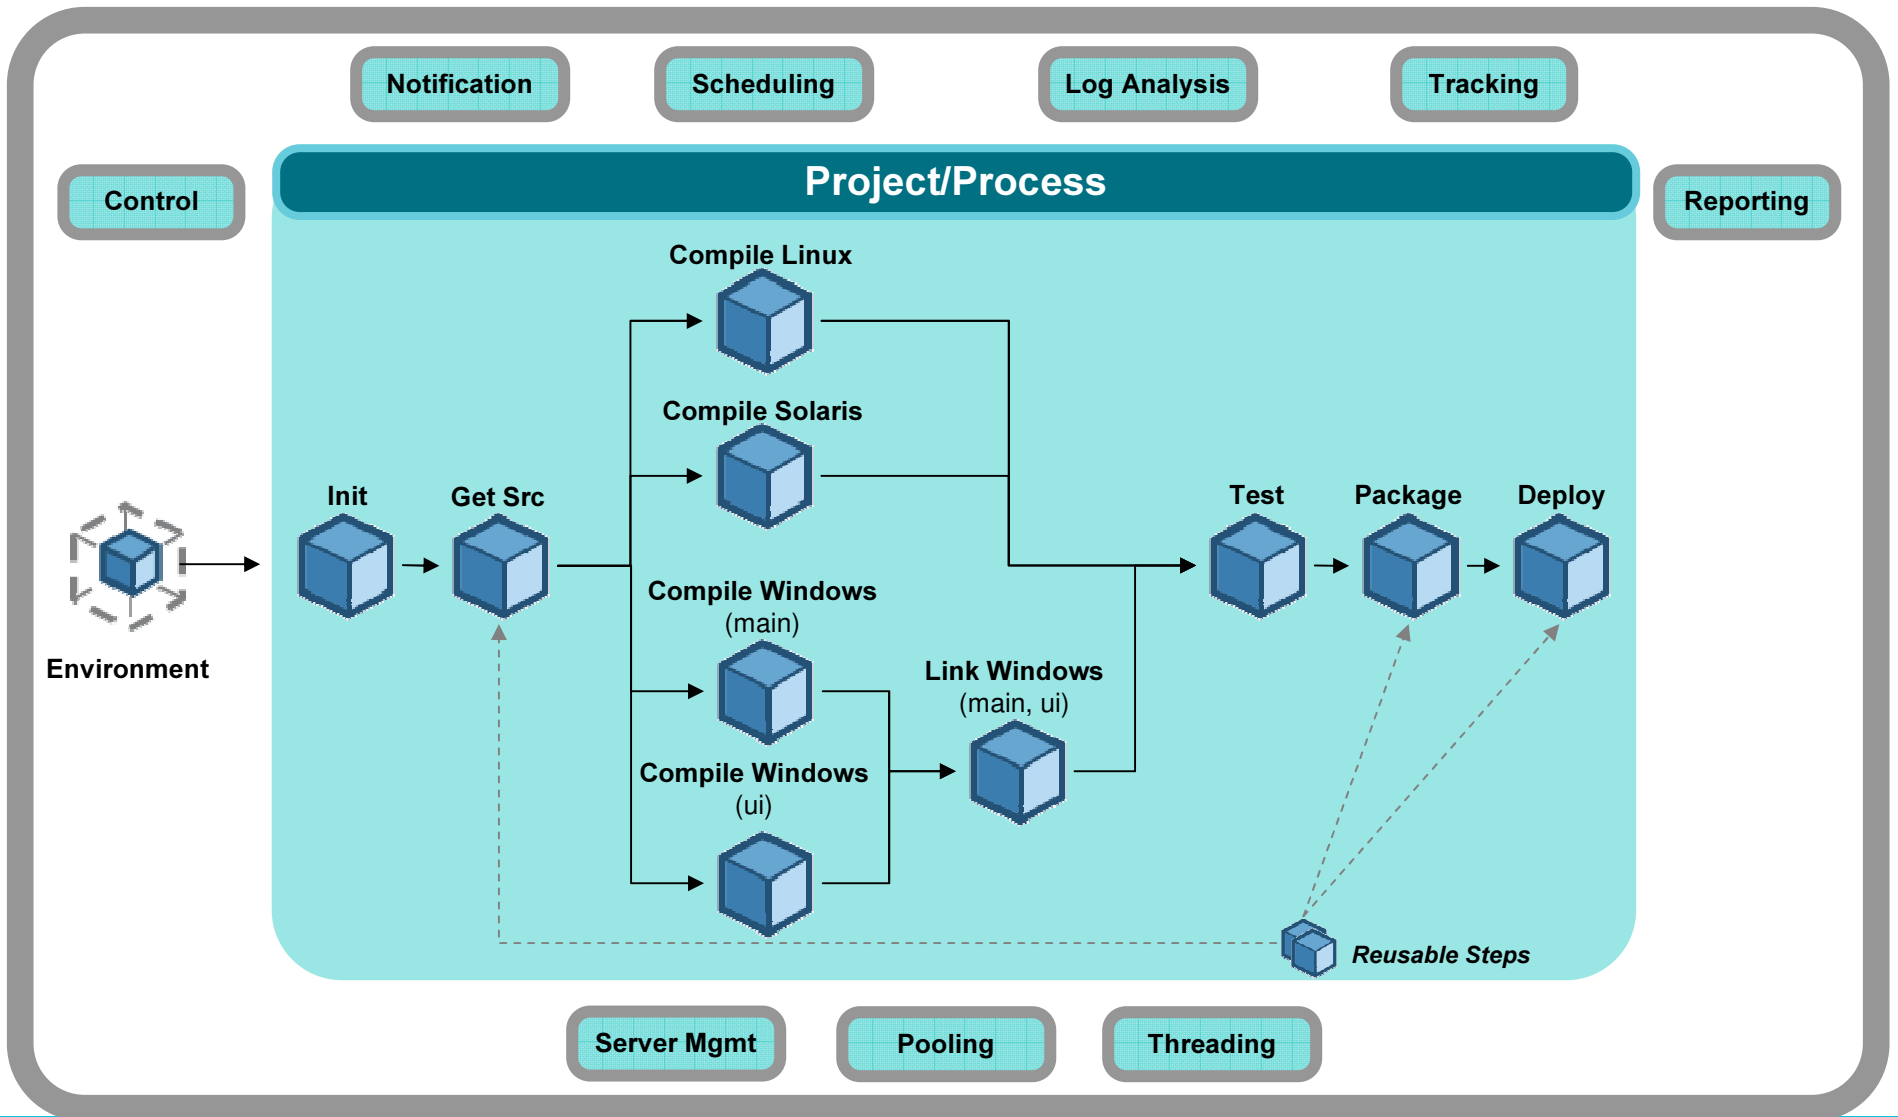 Notification
Scheduling
Log Analysis
Tracking
Control
Project/Process
Reporting
Compile Linux
Compile Solaris
Init
Get Src
Test
Package
Deploy
Compile Windows
(main)
Environment
Link Windows
(main, ui)
Compile Windows
(ui)
Reusable Steps
Server Mgmt
Pooling
Threading